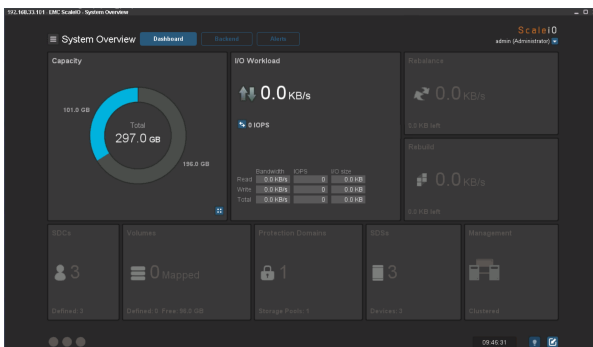 192.168.33.101 EMC ScaleIO - System Overview
ScaleIO
System Overview Dashboard Backend Alerts
admin (Administrator)
Capacity
101.0 GB
Total
297.0 GB
196.0 GB
I/O Workload
0.0 KB/s
0 IOPS
Bandwidth IOPS I/O size
Read 0.0 KB/s 0 0.0 KB
Write 0.0 KB/s 0 0.0 KB
Total 0.0 KB/s 0 0.0 KB
Rebalance
0.0 KB/s
0.0 KB left
Rebuild
0.0 KB/s
0.0 KB left
SDCs
3
Defined: 3
Volumes
0 Mapped
Defined: 0 Free: 96.0 GB
Protection Domains
1
Storage Pools: 1
SDSs
3
Devices: 3
Management
Clustered
09:46:31